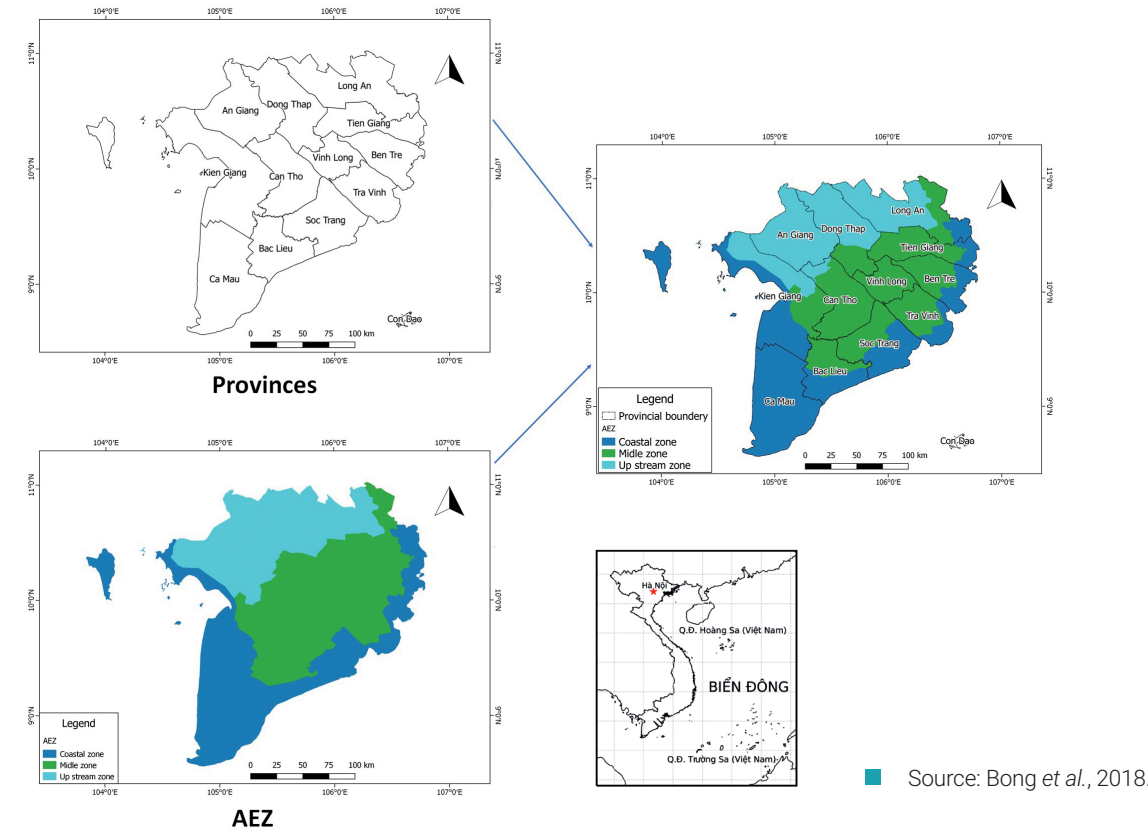 104°0'E 105°0'E 106°0'E 107°0'E
11°0'N
11°0'N
10°0'N
10°0'N
9°0'N
9°0'N
Long An
Dong Thap
An Giang
Tien Giang
Vinh Long
Ben Tre
Kien Giang
Can Tho
Tra Vinh
Soc Trang
Bac Lieu
Ca Mau
Con Dao
0 25 50 75 100 km
104°0'E 105°0'E 106°0'E 107°0'E
Provinces
104°0'E 105°0'E 106°0'E 107°0'E
11°0'N
11°0'N
10°0'N
10°0'N
9°0'N
9°0'N
Long An
Dong Thap
An Giang
Tien Giang
Vinh Long
Ben Tre
Kien Giang
Can Tho
Tra Vinh
Soc Trang
Bac Lieu
Ca Mau
Con Dao
Legend
Provincial boundary
AEZ
Coastal zone
Midle zone
Up stream zone
0 25 50 75 100 km
104°0'E 105°0'E 106°0'E 107°0'E
104°0'E 105°0'E 106°0'E 107°0'E
11°0'N
11°0'N
10°0'N
10°0'N
9°0'N
9°0'N
Legend
AEZ
Coastal zone
Midle zone
Up stream zone
0 25 50 75 100 km
104°0'E 105°0'E 106°0'E 107°0'E
AEZ
Hà Nội
Q.Đ. Hoàng Sa (Việt Nam)
BIỂN ĐÔNG
Q.Đ. Trường Sa (Việt Nam)
Source: Bong et al., 2018.